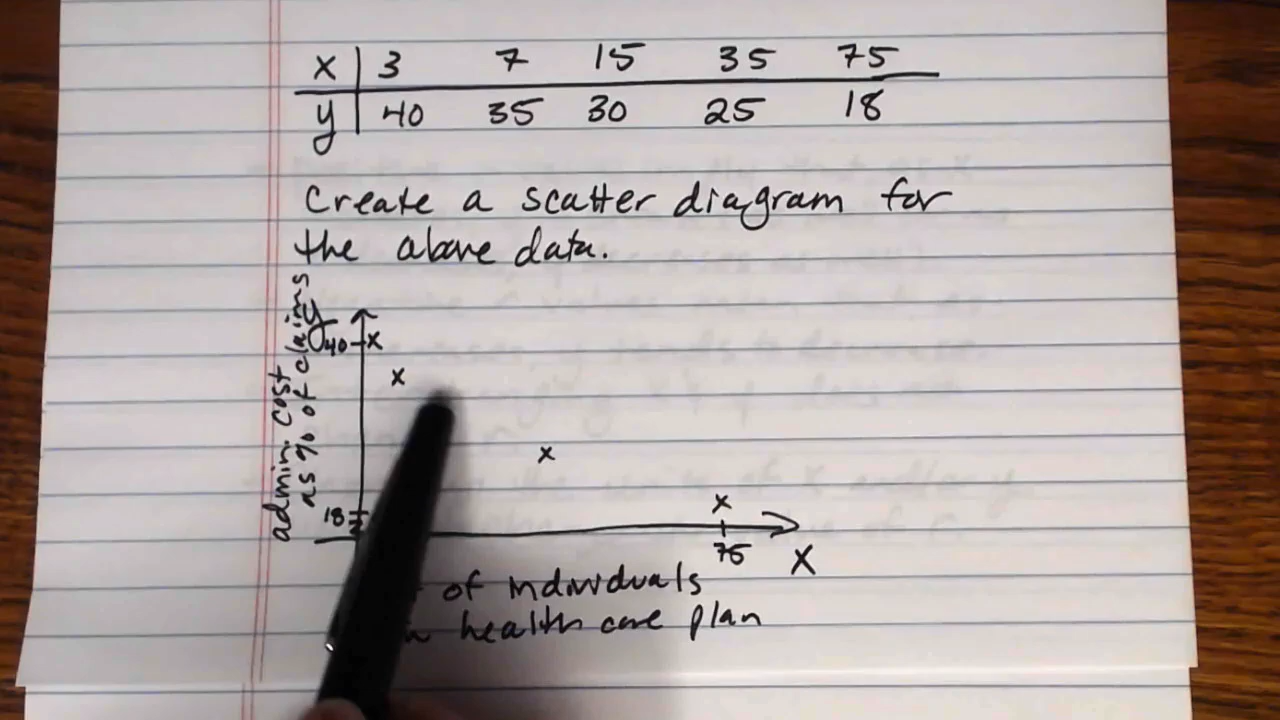 x 3 7 15 35 75
y 40 35 30 25 18
Create a scatter diagram for
the above data.
y
40
18
admin. cost
as % of claims
75
X
of individuals
health care plan